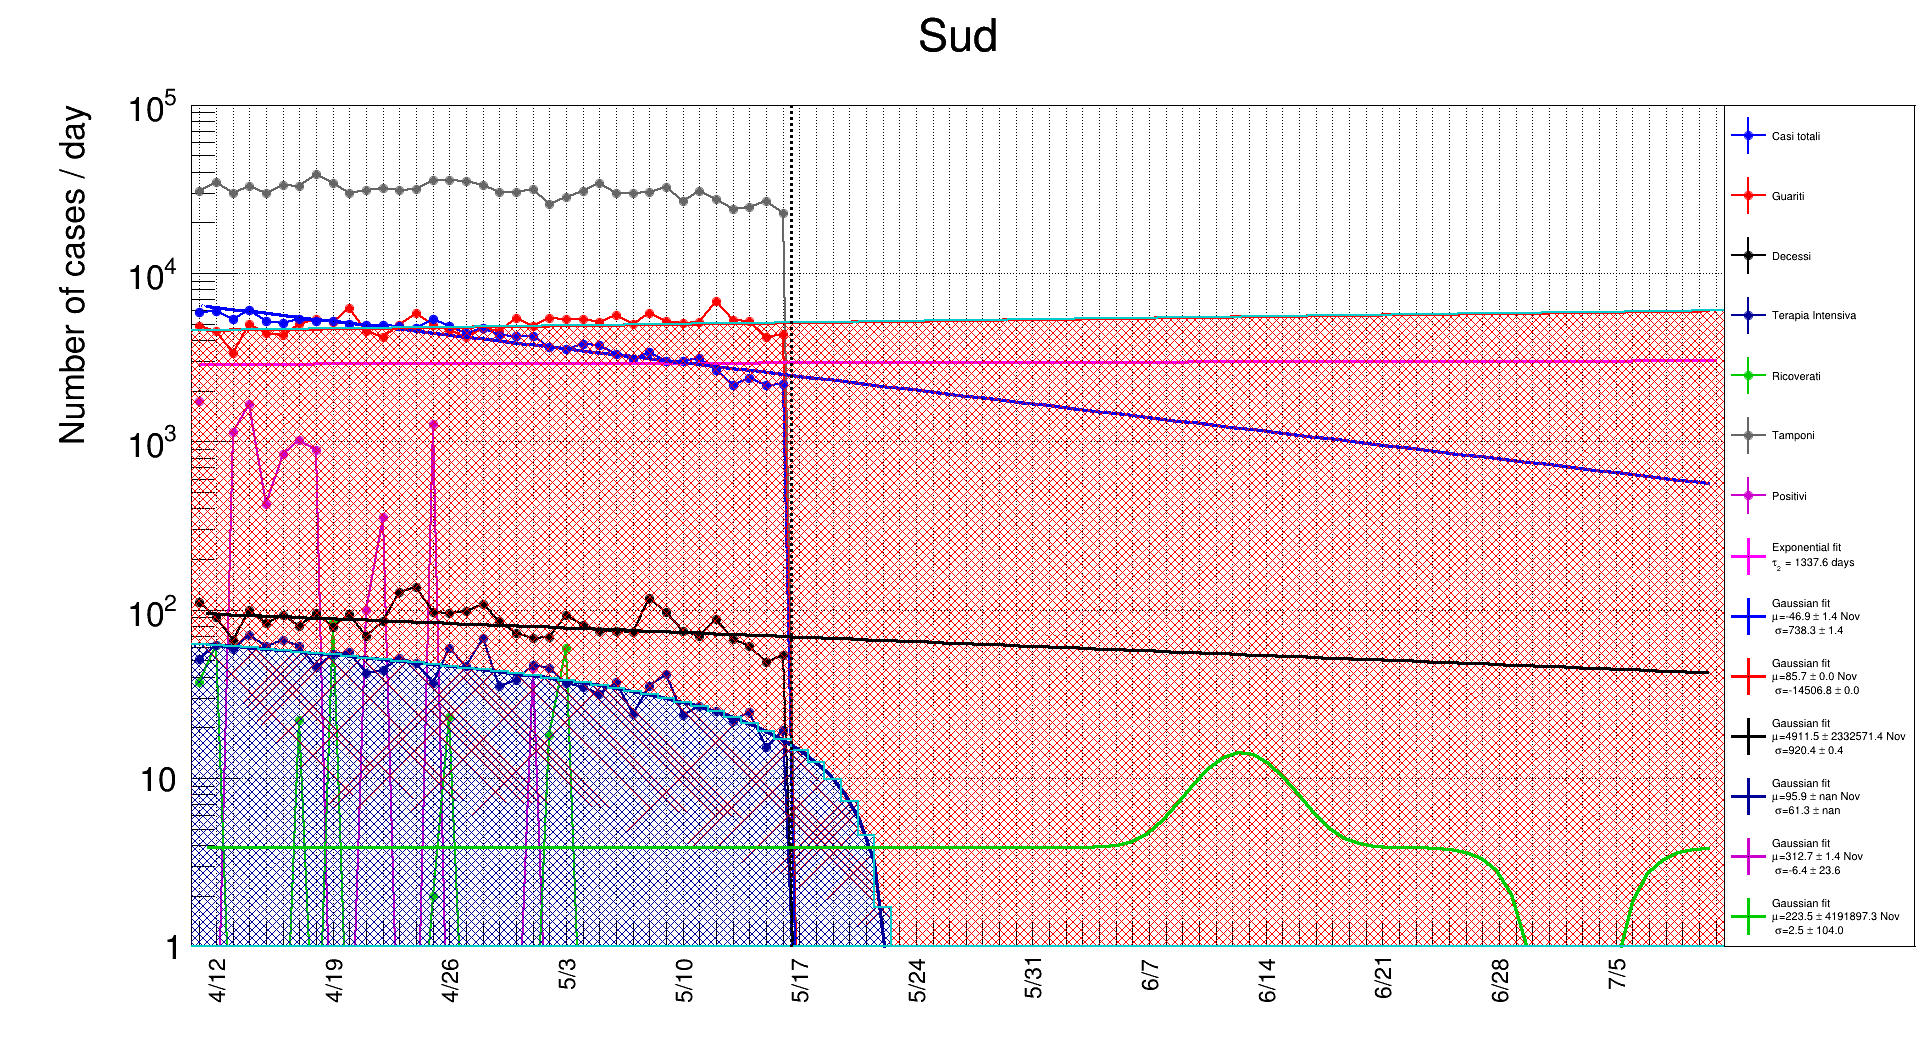 Sud
Number of cases / day
10^5
10^4
10^3
10^2
10
1
4/12
4/19
4/26
5/3
5/10
5/17
5/24
5/31
6/7
6/14
6/21
6/28
7/5
Casi totali
Guariti
Decessi
Terapia Intensiva
Ricoverati
Tamponi
Positivi
Exponential fit
τ_2 = 1337.6 days
Gaussian fit
μ=-46.9 ± 1.4 Nov
σ=738.3 ± 1.4
Gaussian fit
μ=85.7 ± 0.0 Nov
σ=-14506.8 ± 0.0
Gaussian fit
μ=4911.5 ± 2332571.4 Nov
σ=920.4 ± 0.4
Gaussian fit
μ=95.9 ± nan Nov
σ=61.3 ± nan
Gaussian fit
μ=312.7 ± 1.4 Nov
σ=-6.4 ± 23.6
Gaussian fit
μ=223.5 ± 4191897.3 Nov
σ=2.5 ± 104.0